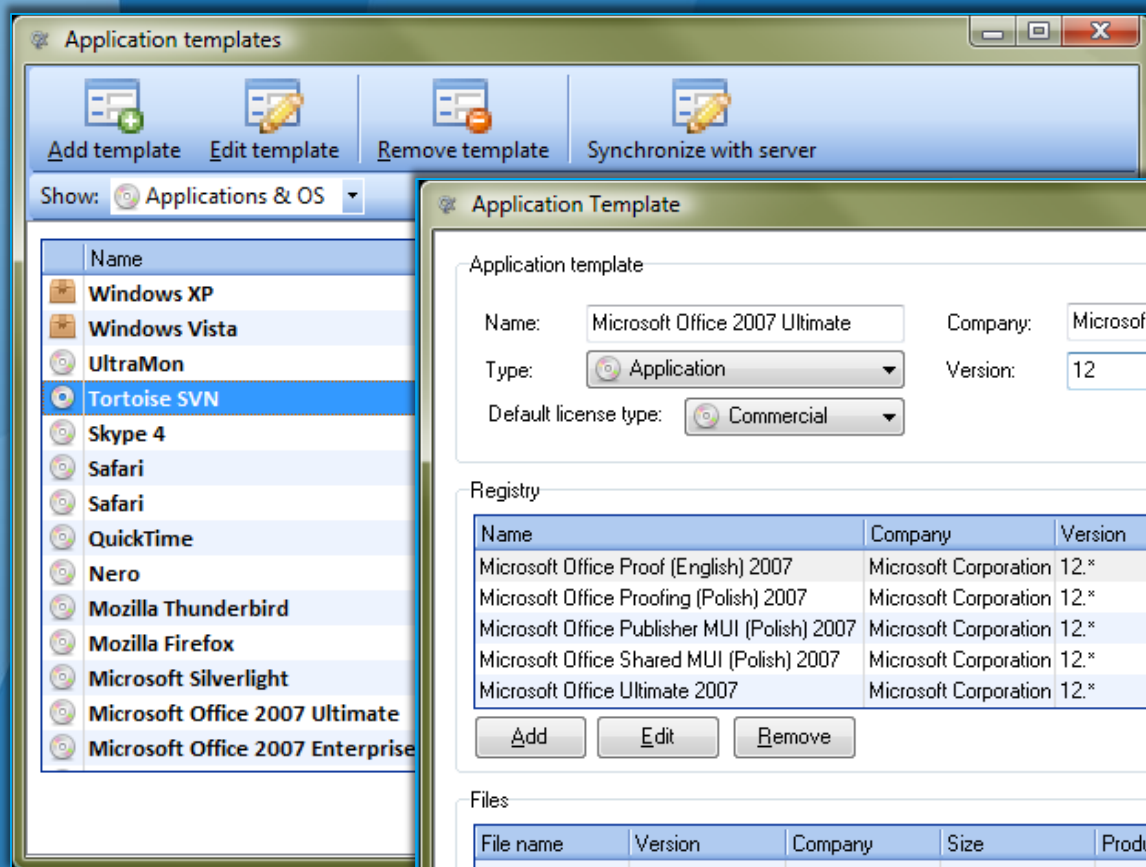 Application templates
Add template Edit template Remove template Synchronize with server
Show: Applications & OS
Name
Windows XP
Windows Vista
UltraMon
Tortoise SVN
Skype 4
Safari
Safari
QuickTime
Nero
Mozilla Thunderbird
Mozilla Firefox
Microsoft Silverlight
Microsoft Office 2007 Ultimate
Microsoft Office 2007 Enterprise
Application Template
Application template
Name: Microsoft Office 2007 Ultimate Company: Microsof
Type: Application Version: 12
Default license type: Commercial
Registry
Name Company Version
Microsoft Office Proof (English) 2007 Microsoft Corporation 12.*
Microsoft Office Proofing (Polish) 2007 Microsoft Corporation 12.*
Microsoft Office Publisher MUI (Polish) 2007 Microsoft Corporation 12.*
Microsoft Office Shared MUI (Polish) 2007 Microsoft Corporation 12.*
Microsoft Office Ultimate 2007 Microsoft Corporation 12.*
Add Edit Remove
Files
File name Version Company Size Prod